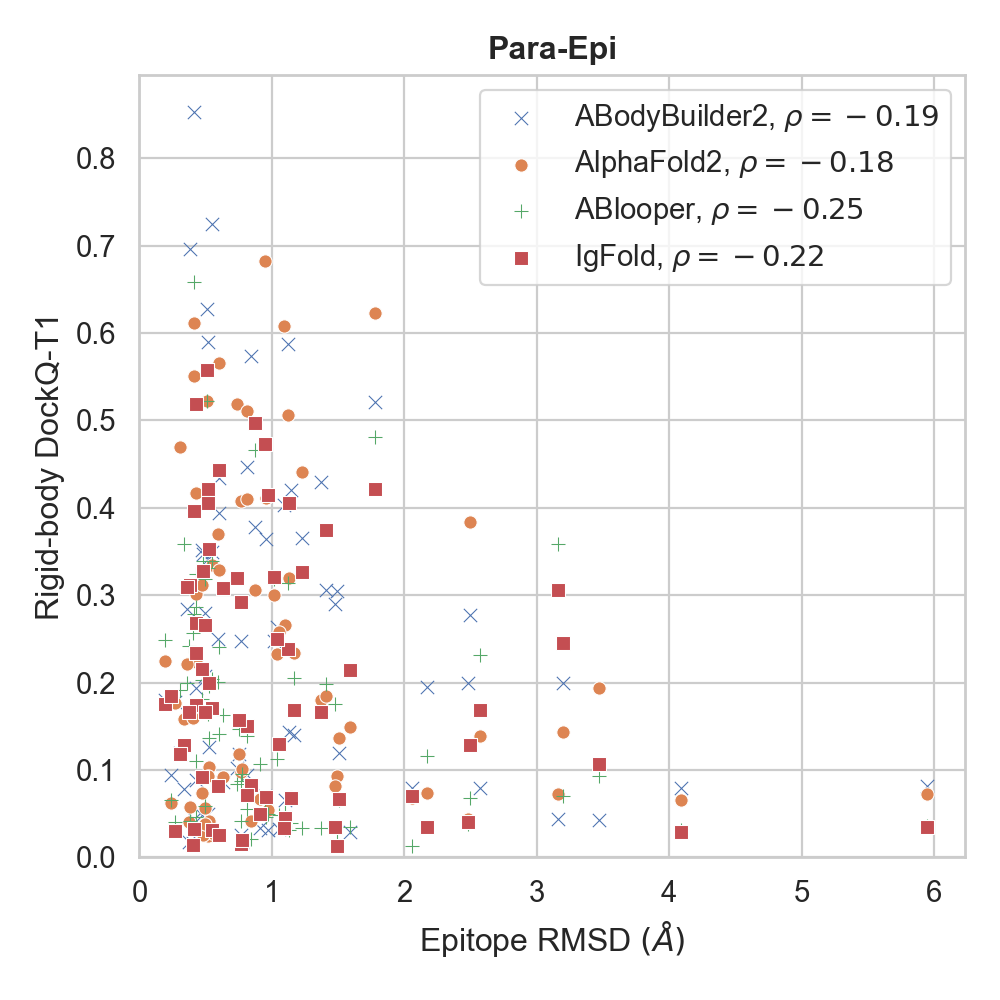 Para-Epi
ABodyBuilder2, ρ = −0.19
AlphaFold2, ρ = −0.18
ABlooper, ρ = −0.25
IgFold, ρ = −0.22
Rigid-body DockQ-T1
0.8
0.7
0.6
0.5
0.4
0.3
0.2
0.1
0.0
0 1 2 3 4 5 6
Epitope RMSD (Å)